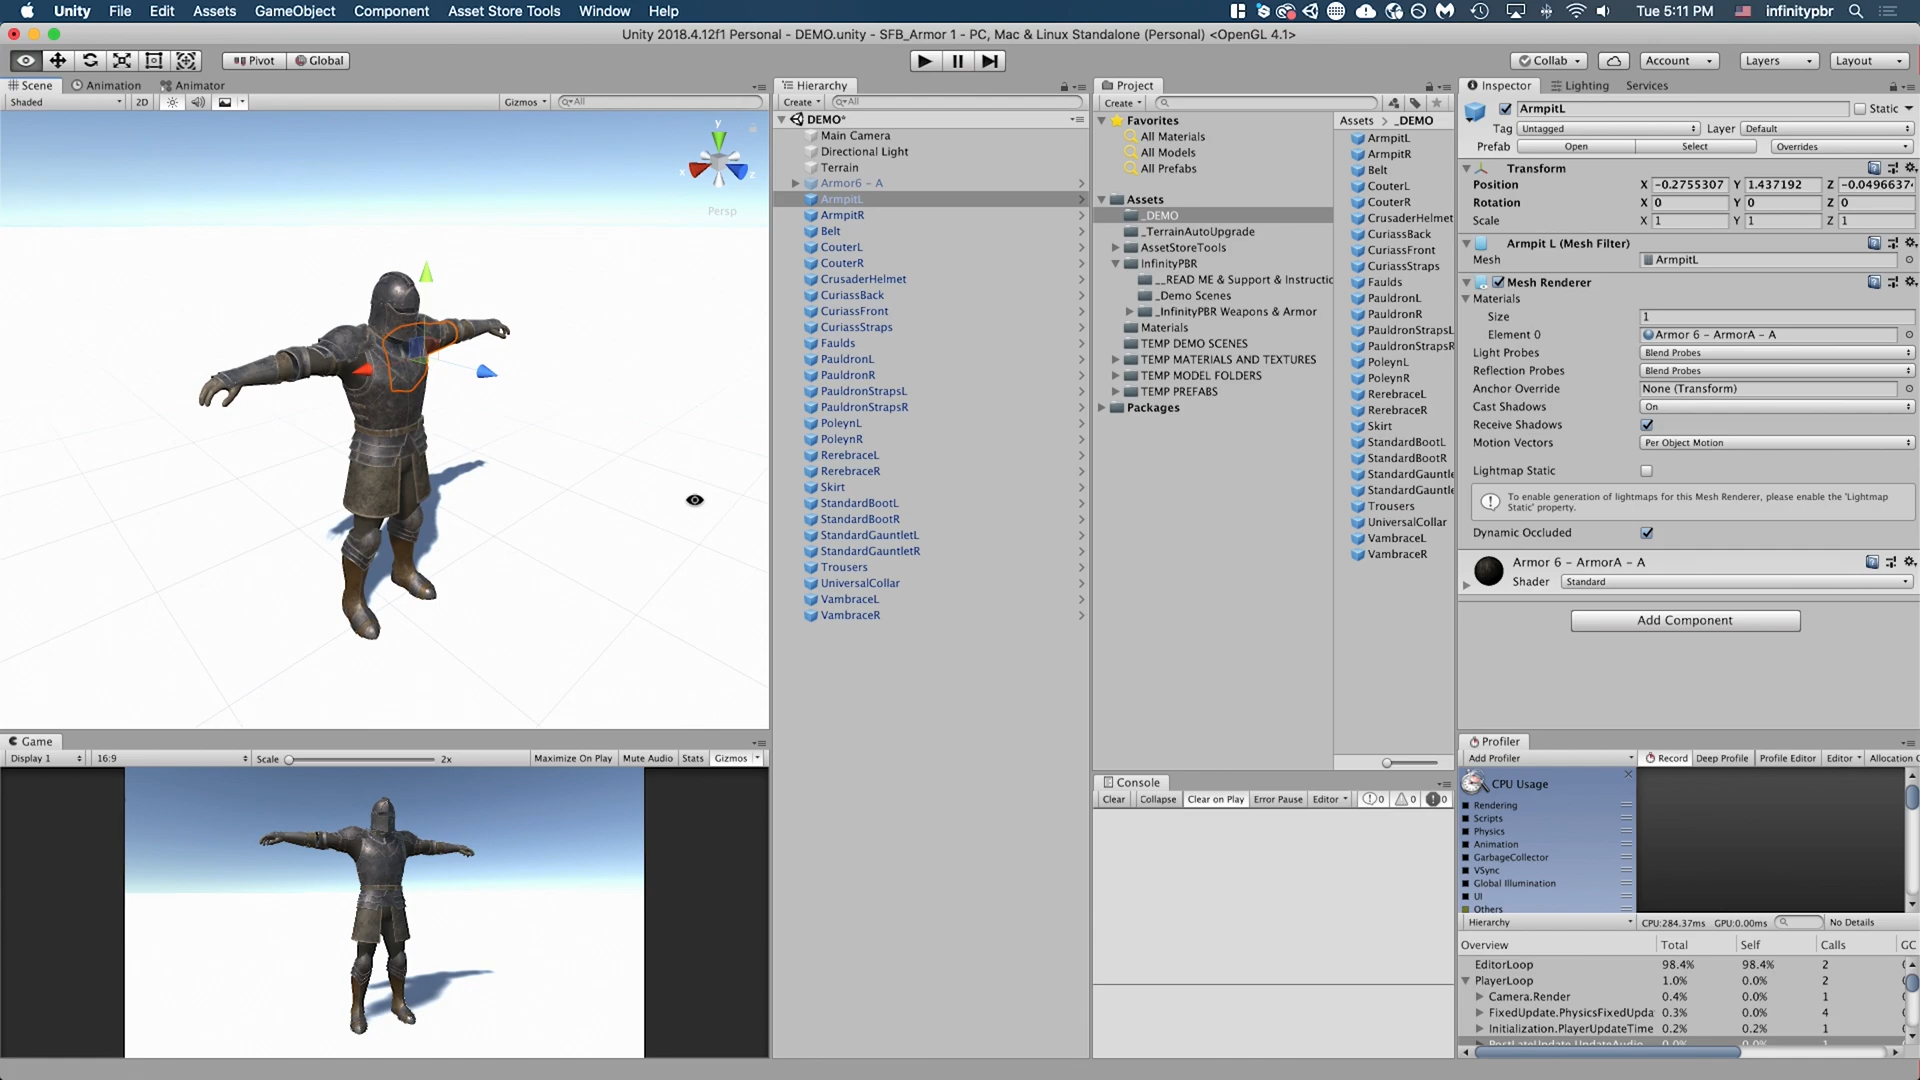 Unity File Edit Assets GameObject Component Asset Store Tools Window Help Tue 5:11 PM infinitypbr
Unity 2018.4.12f1 Personal - DEMO.unity - SFB_Armor 1 - PC, Mac & Linux Standalone (Personal) <OpenGL 4.1>
Pivot Global Collab Account Layers Layout
Scene Animation Animator
Shaded 2D Gizmos All
y
x
z
Persp
Hierarchy
Create All
DEMO*
Main Camera
Directional Light
Terrain
Armor6 - A
ArmpitL
ArmpitR
Belt
CouterL
CouterR
CrusaderHelmet
CuriassBack
CuriassFront
CuriassStraps
Faulds
PauldronL
PauldronR
PauldronStrapsL
PauldronStrapsR
PoleynL
PoleynR
RerebraceL
RerebraceR
Skirt
StandardBootL
StandardBootR
StandardGauntletL
StandardGauntletR
Trousers
UniversalCollar
VambraceL
VambraceR
Project
Create
Favorites
All Materials
All Models
All Prefabs
Assets
_DEMO
_TerrainAutoUpgrade
AssetStoreTools
InfinityPBR
__READ ME & Support & Instructio
_Demo Scenes
_InfinityPBR Weapons & Armor
Materials
TEMP DEMO SCENES
TEMP MATERIALS AND TEXTURES
TEMP MODEL FOLDERS
TEMP PREFABS
Packages
Assets > _DEMO
ArmpitL
ArmpitR
Belt
CouterL
CouterR
CrusaderHelmet
CuriassBack
CuriassFront
CuriassStraps
Faulds
PauldronL
PauldronR
PauldronStrapsL
PauldronStrapsR
PoleynL
PoleynR
RerebraceL
RerebraceR
Skirt
StandardBootL
StandardBootR
StandardGauntle
StandardGauntle
Trousers
UniversalCollar
VambraceL
VambraceR
Inspector Lighting Services
ArmpitL Static
Tag Untagged Layer Default
Prefab Open Select Overrides
Transform
Position X -0.2755307 Y 1.437192 Z -0.0496637
Rotation X 0 Y 0 Z 0
Scale X 1 Y 1 Z 1
Armpit L (Mesh Filter)
Mesh ArmpitL
Mesh Renderer
Materials
Size 1
Element 0 Armor 6 - ArmorA - A
Light Probes Blend Probes
Reflection Probes Blend Probes
Anchor Override None (Transform)
Cast Shadows On
Receive Shadows
Motion Vectors Per Object Motion
Lightmap Static
To enable generation of lightmaps for this Mesh Renderer, please enable the 'Lightmap
Static' property.
Dynamic Occluded
Armor 6 - ArmorA - A
Shader Standard
Add Component
Game
Display 1 16:9 Scale 2x Maximize On Play Mute Audio Stats Gizmos
Console
Clear Collapse Clear on Play Error Pause Editor 0 0 0
Profiler
Add Profiler Record Deep Profile Profile Editor Editor Allocation C
CPU Usage
Rendering
Scripts
Physics
Animation
GarbageCollector
VSync
Global Illumination
UI
Others
Hierarchy CPU:284.37ms GPU:0.00ms No Details
Overview Total Self Calls GC
EditorLoop 98.4% 98.4% 2
PlayerLoop 1.0% 0.0% 2
Camera.Render 0.4% 0.0% 1
FixedUpdate.PhysicsFixedUpda 0.3% 0.0% 4
Initialization.PlayerUpdateTime 0.2% 0.2% 1